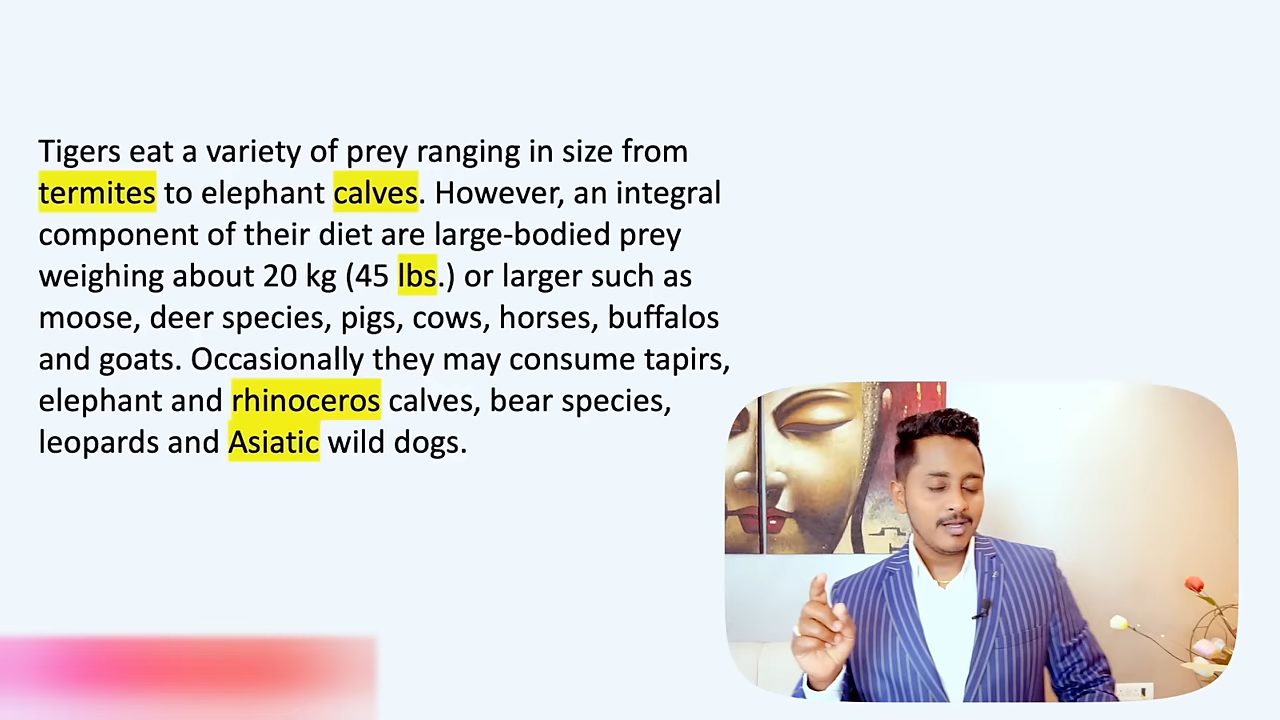 Tigers eat a variety of prey ranging in size from
termites to elephant calves. However, an integral
component of their diet are large-bodied prey
weighing about 20 kg (45 lbs.) or larger such as
moose, deer species, pigs, cows, horses, buffalos
and goats. Occasionally they may consume tapirs,
elephant and rhinoceros calves, bear species,
leopards and Asiatic wild dogs.